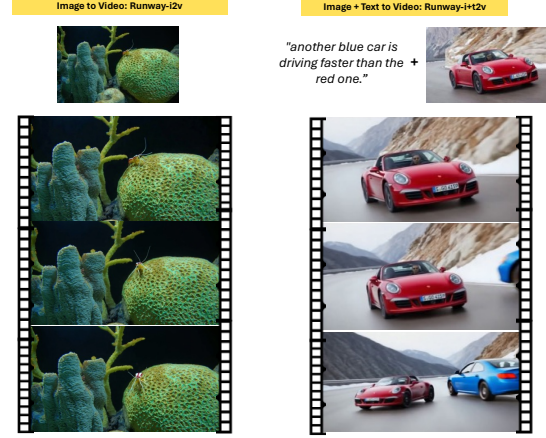 Image to Video: Runway-i2v
Image + Text to Video: Runway-i+t2v
"another blue car is
driving faster than the
red one.”
+